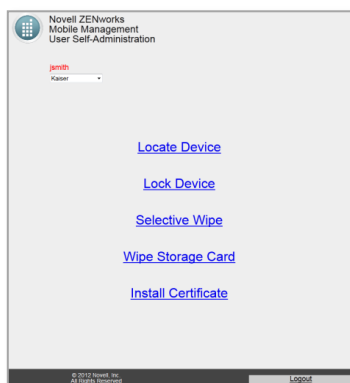 Novell ZENworks
Mobile Management
User Self-Administration
jsmith
Kaiser
Locate Device
Lock Device
Selective Wipe
Wipe Storage Card
Install Certificate
© 2012 Novell, Inc.
All Rights Reserved
Logout